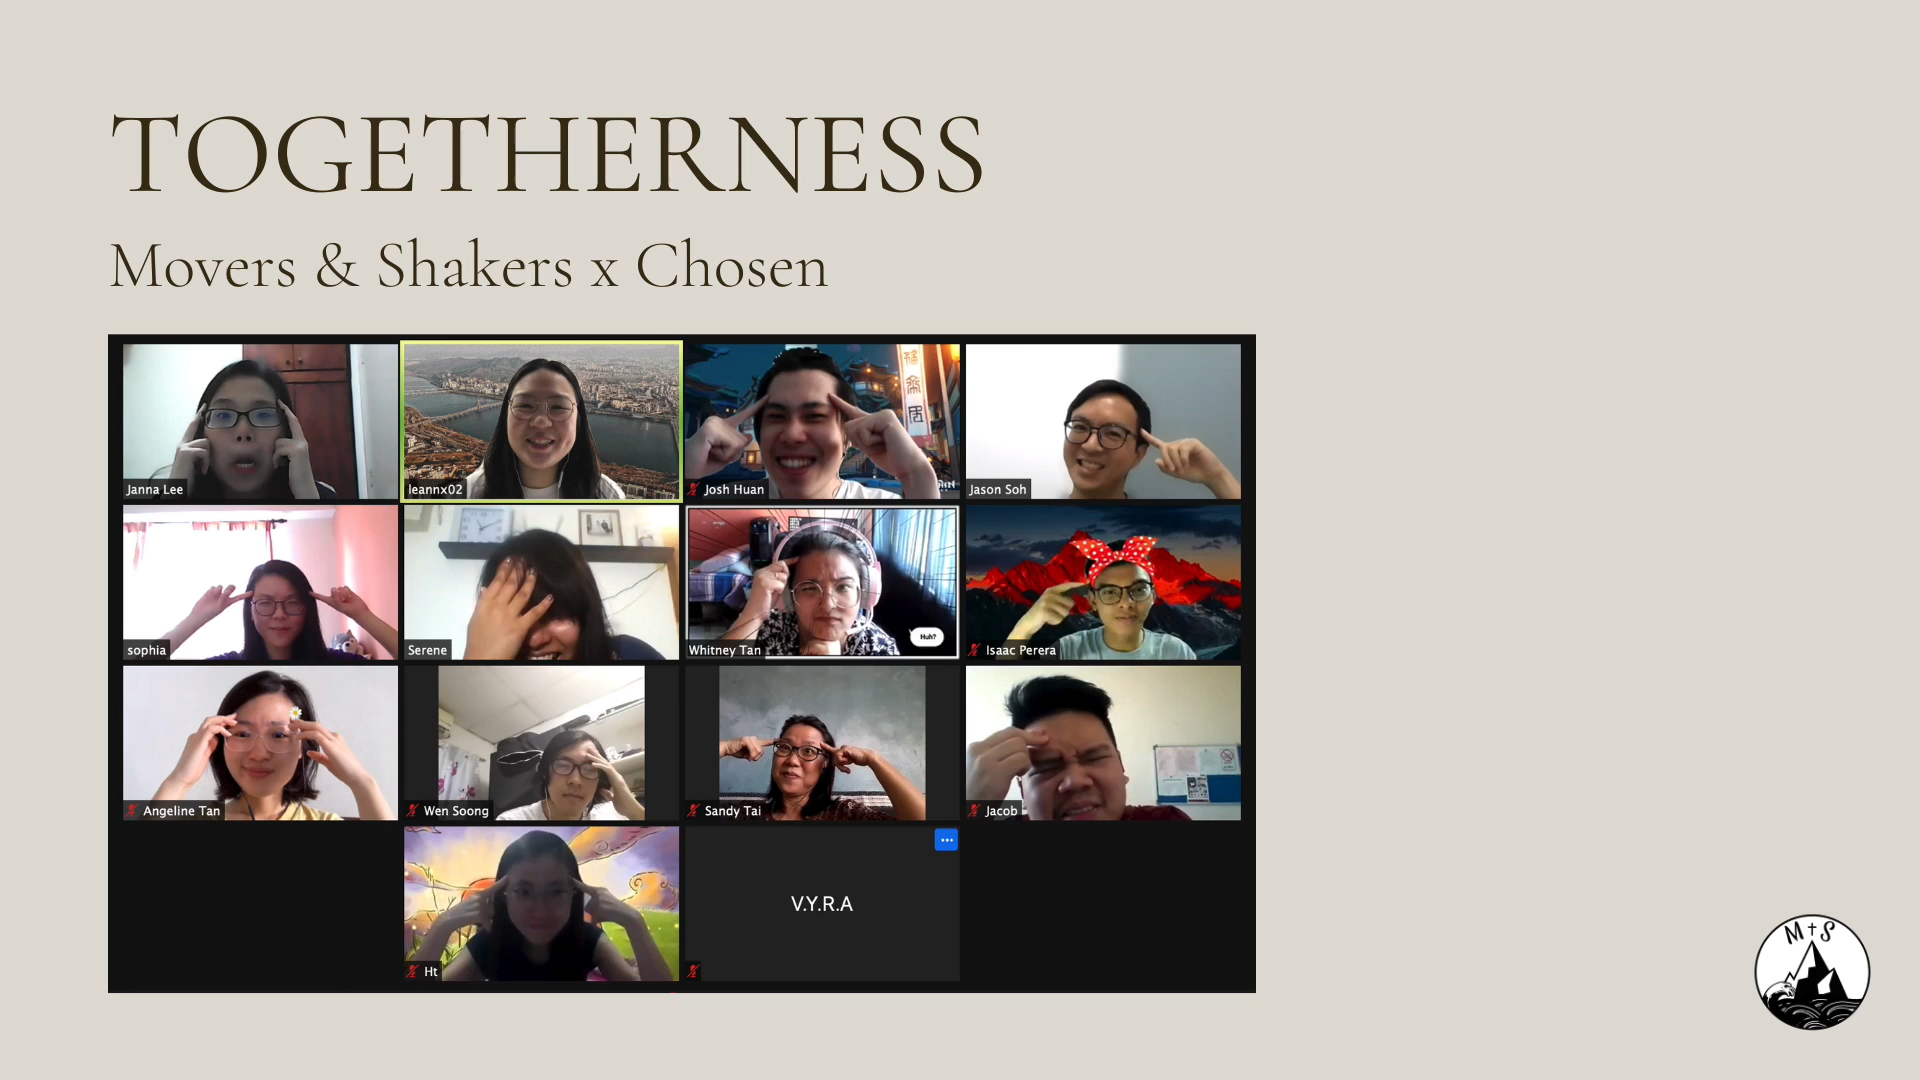 TOGETHERNESS
Movers & Shakers x Chosen
Janna Lee
leannx02
Josh Huan
Jason Soh
sophia
Serene
Huh?
Whitney Tan
Isaac Perera
Angeline Tan
Wen Soong
Sandy Tai
Jacob
Ht
V.Y.R.A
M+S